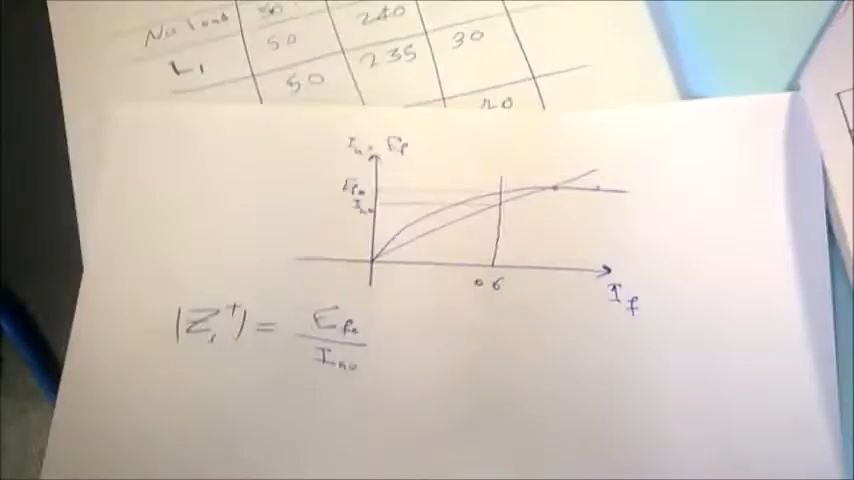 No Load 50 240
L1 50 235 30
50
20
Ia, Ef
Efo
Iao
0.6
If
|Zs+| = Efo
Iao